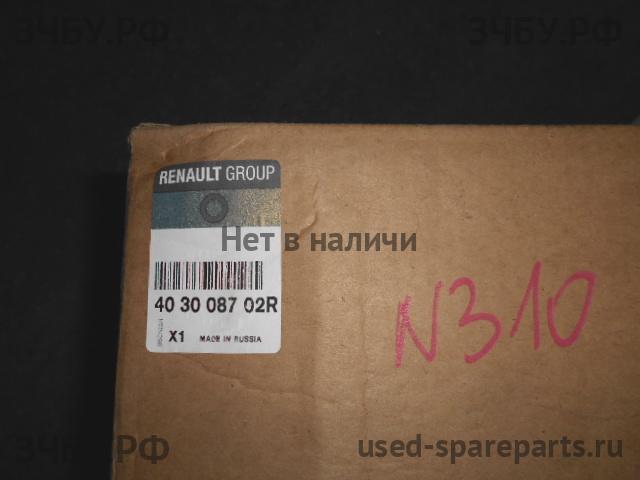 ЗЧБУ.РФ
ЗЧБУ.РФ
RENAULT GROUP
Нет в наличи
40 30 087 02R
X1 MADE IN RUSSIA
N310
ЗЧБУ.РФ
used-spareparts.ru